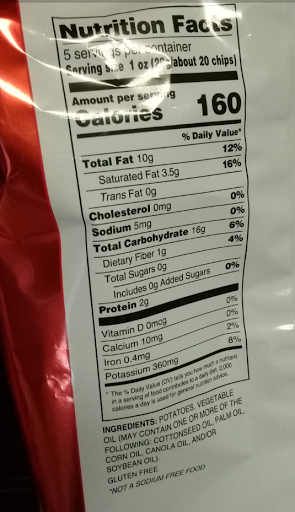 Nutrition Facts
5 servings per container
Serving size 1 oz (28g/about 20 chips)
Amount per serving
Calories 160
% Daily Value*
Total Fat 10g 12%
Saturated Fat 3.5g 16%
Trans Fat 0g
Cholesterol 0mg 0%
Sodium 5mg 0%
Total Carbohydrate 16g 6%
Dietary Fiber 1g 4%
Total Sugars 0g
Includes 0g Added Sugars 0%
Protein 2g
Vitamin D 0mcg 0%
Calcium 10mg 0%
Iron 0.4mg 2%
Potassium 360mg 8%
* The % Daily Value (DV) tells you how much a nutrient
in a serving of food contributes to a daily diet. 2,000
calories a day is used for general nutrition advice.
INGREDIENTS: POTATOES, VEGETABLE
OIL (MAY CONTAIN ONE OR MORE OF THE
FOLLOWING: COTTONSEED OIL, PALM OIL,
CORN OIL, CANOLA OIL, AND/OR
SOYBEAN OIL).
GLUTEN FREE
*NOT A SODIUM FREE FOOD